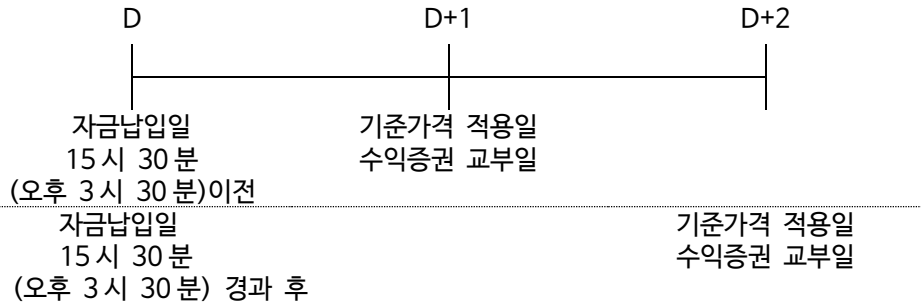 D D+1 D+2
자금납입일 기준가격 적용일
15시 30분 수익증권 교부일
(오후 3시 30분)이전
자금납입일 기준가격 적용일
15시 30분 수익증권 교부일
(오후 3시 30분) 경과 후